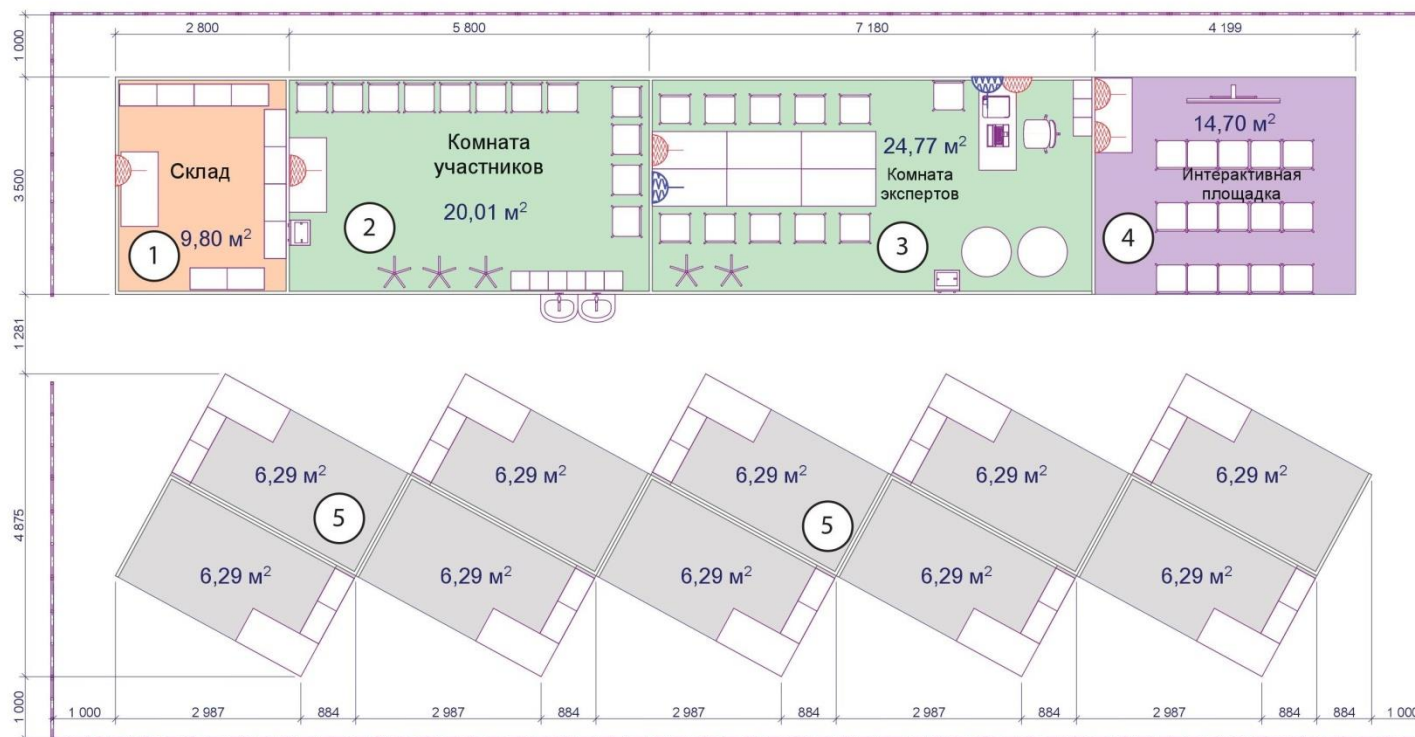 2 800
5 800
7 180
4 199
1 000
3 500
1 281
4 875
1 000
Склад
9,80 м²
1
Комната
участников
20,01 м²
2
24,77 м²
Комната
экспертов
3
14,70 м²
Интерактивная
площадка
4
6,29 м²
6,29 м²
6,29 м²
6,29 м²
6,29 м²
5
5
6,29 м²
6,29 м²
6,29 м²
6,29 м²
6,29 м²
1 000
2 987
884
2 987
884
2 987
884
2 987
884
2 987
884
884
1 000